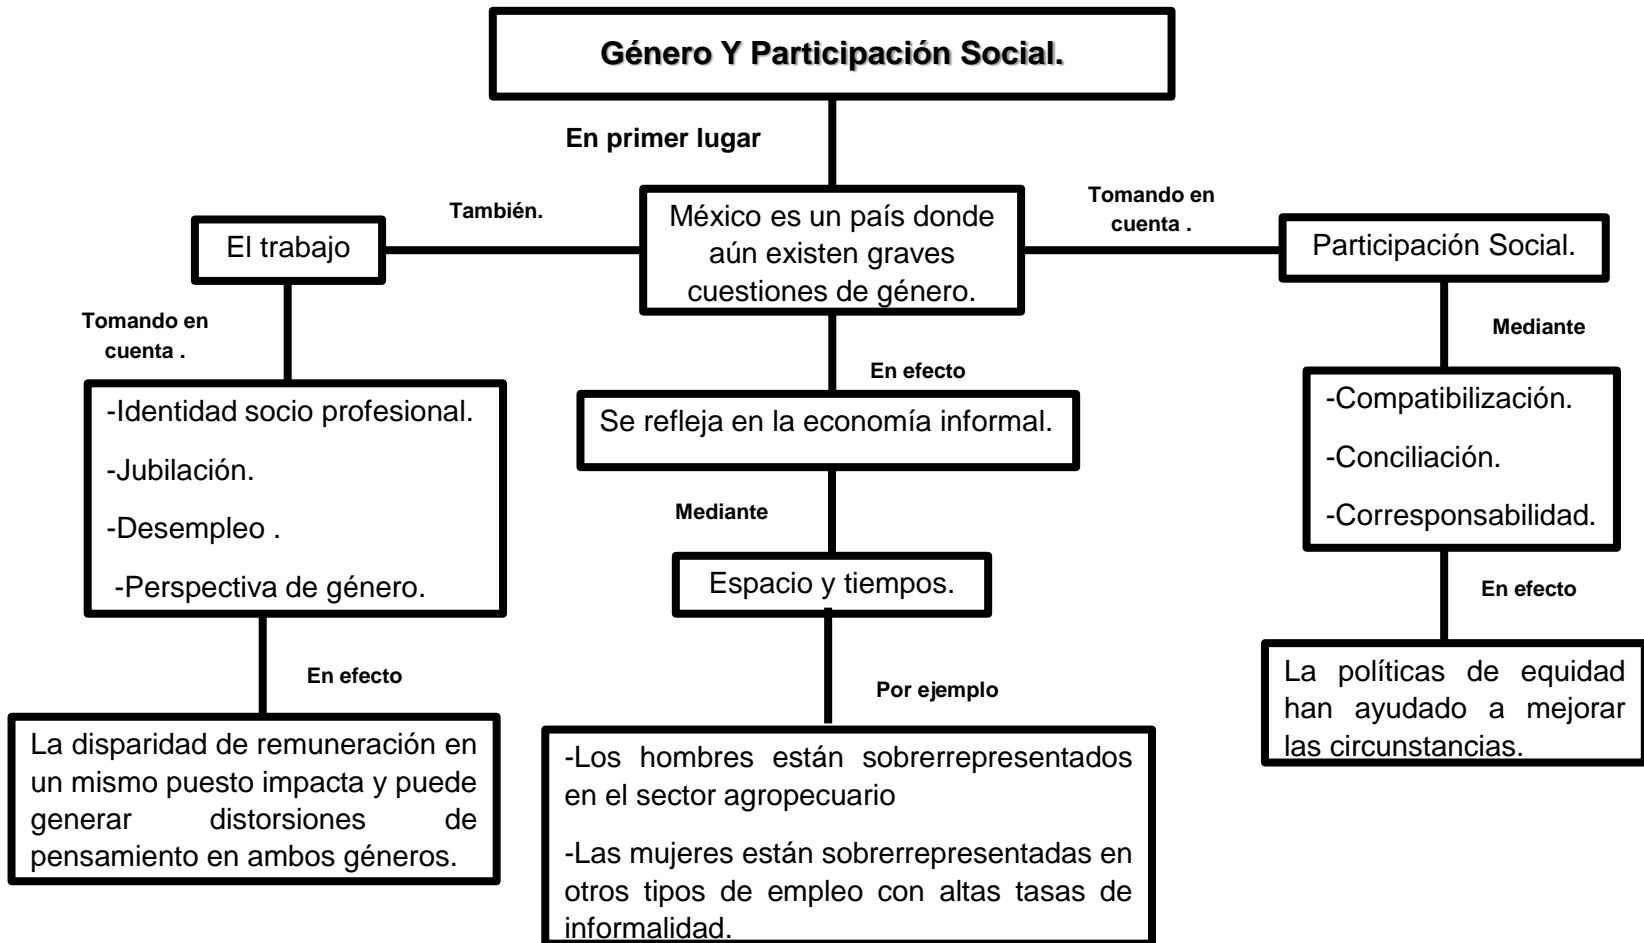 Género Y Participación Social.
En primer lugar
También.
México es un país donde
aún existen graves
cuestiones de género.
Tomando en
cuenta .
El trabajo
Participación Social.
Tomando en
cuenta .
-Identidad socio profesional.
-Jubilación.
-Desempleo .
-Perspectiva de género.
En efecto
La disparidad de remuneración en
un mismo puesto impacta y puede
generar distorsiones de
pensamiento en ambos géneros.
En efecto
Se refleja en la economía informal.
Mediante
Espacio y tiempos.
Por ejemplo
-Los hombres están sobrerrepresentados
en el sector agropecuario
-Las mujeres están sobrerrepresentadas en
otros tipos de empleo con altas tasas de
informalidad.
Mediante
-Compatibilización.
-Conciliación.
-Corresponsabilidad.
En efecto
La políticas de equidad
han ayudado a mejorar
las circunstancias.